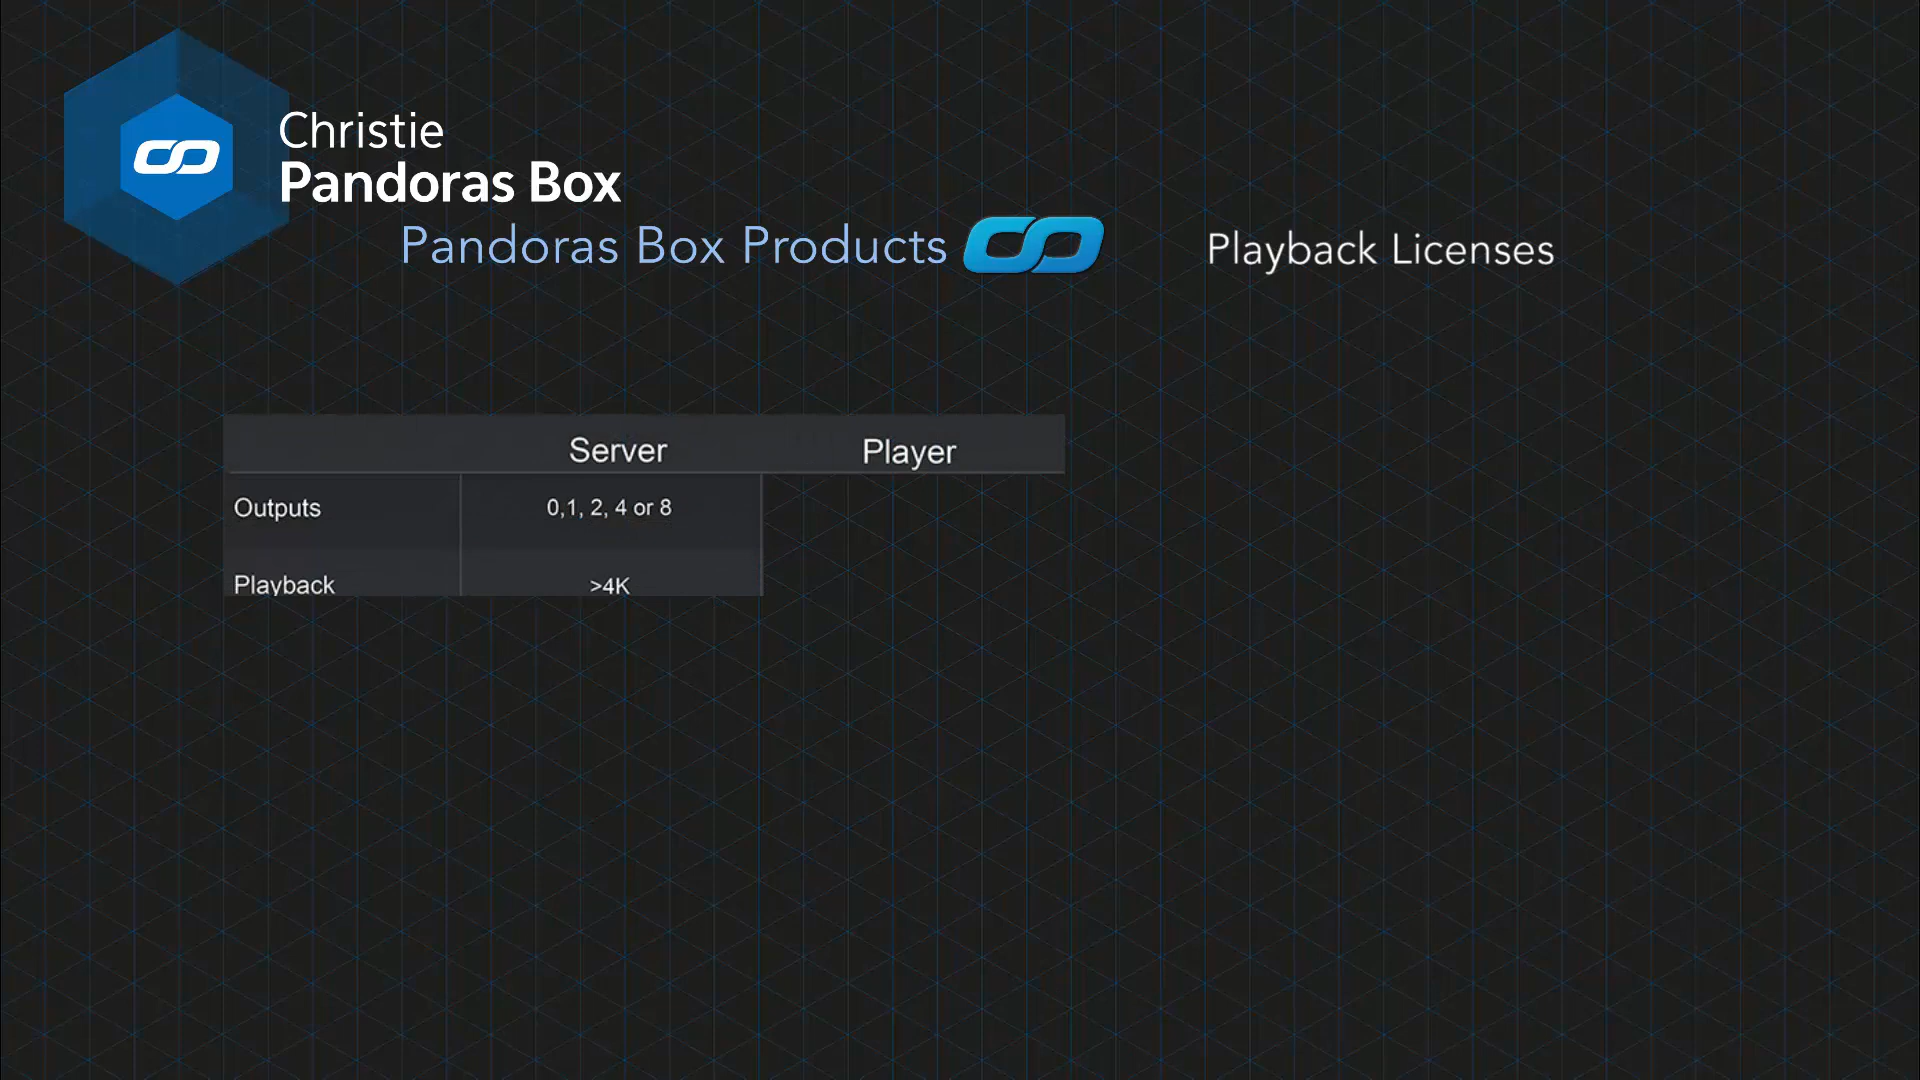 Christie
Pandoras Box
Pandoras Box Products
Playback Licenses
Server Player
Outputs 0,1, 2, 4 or 8
Playback >4K